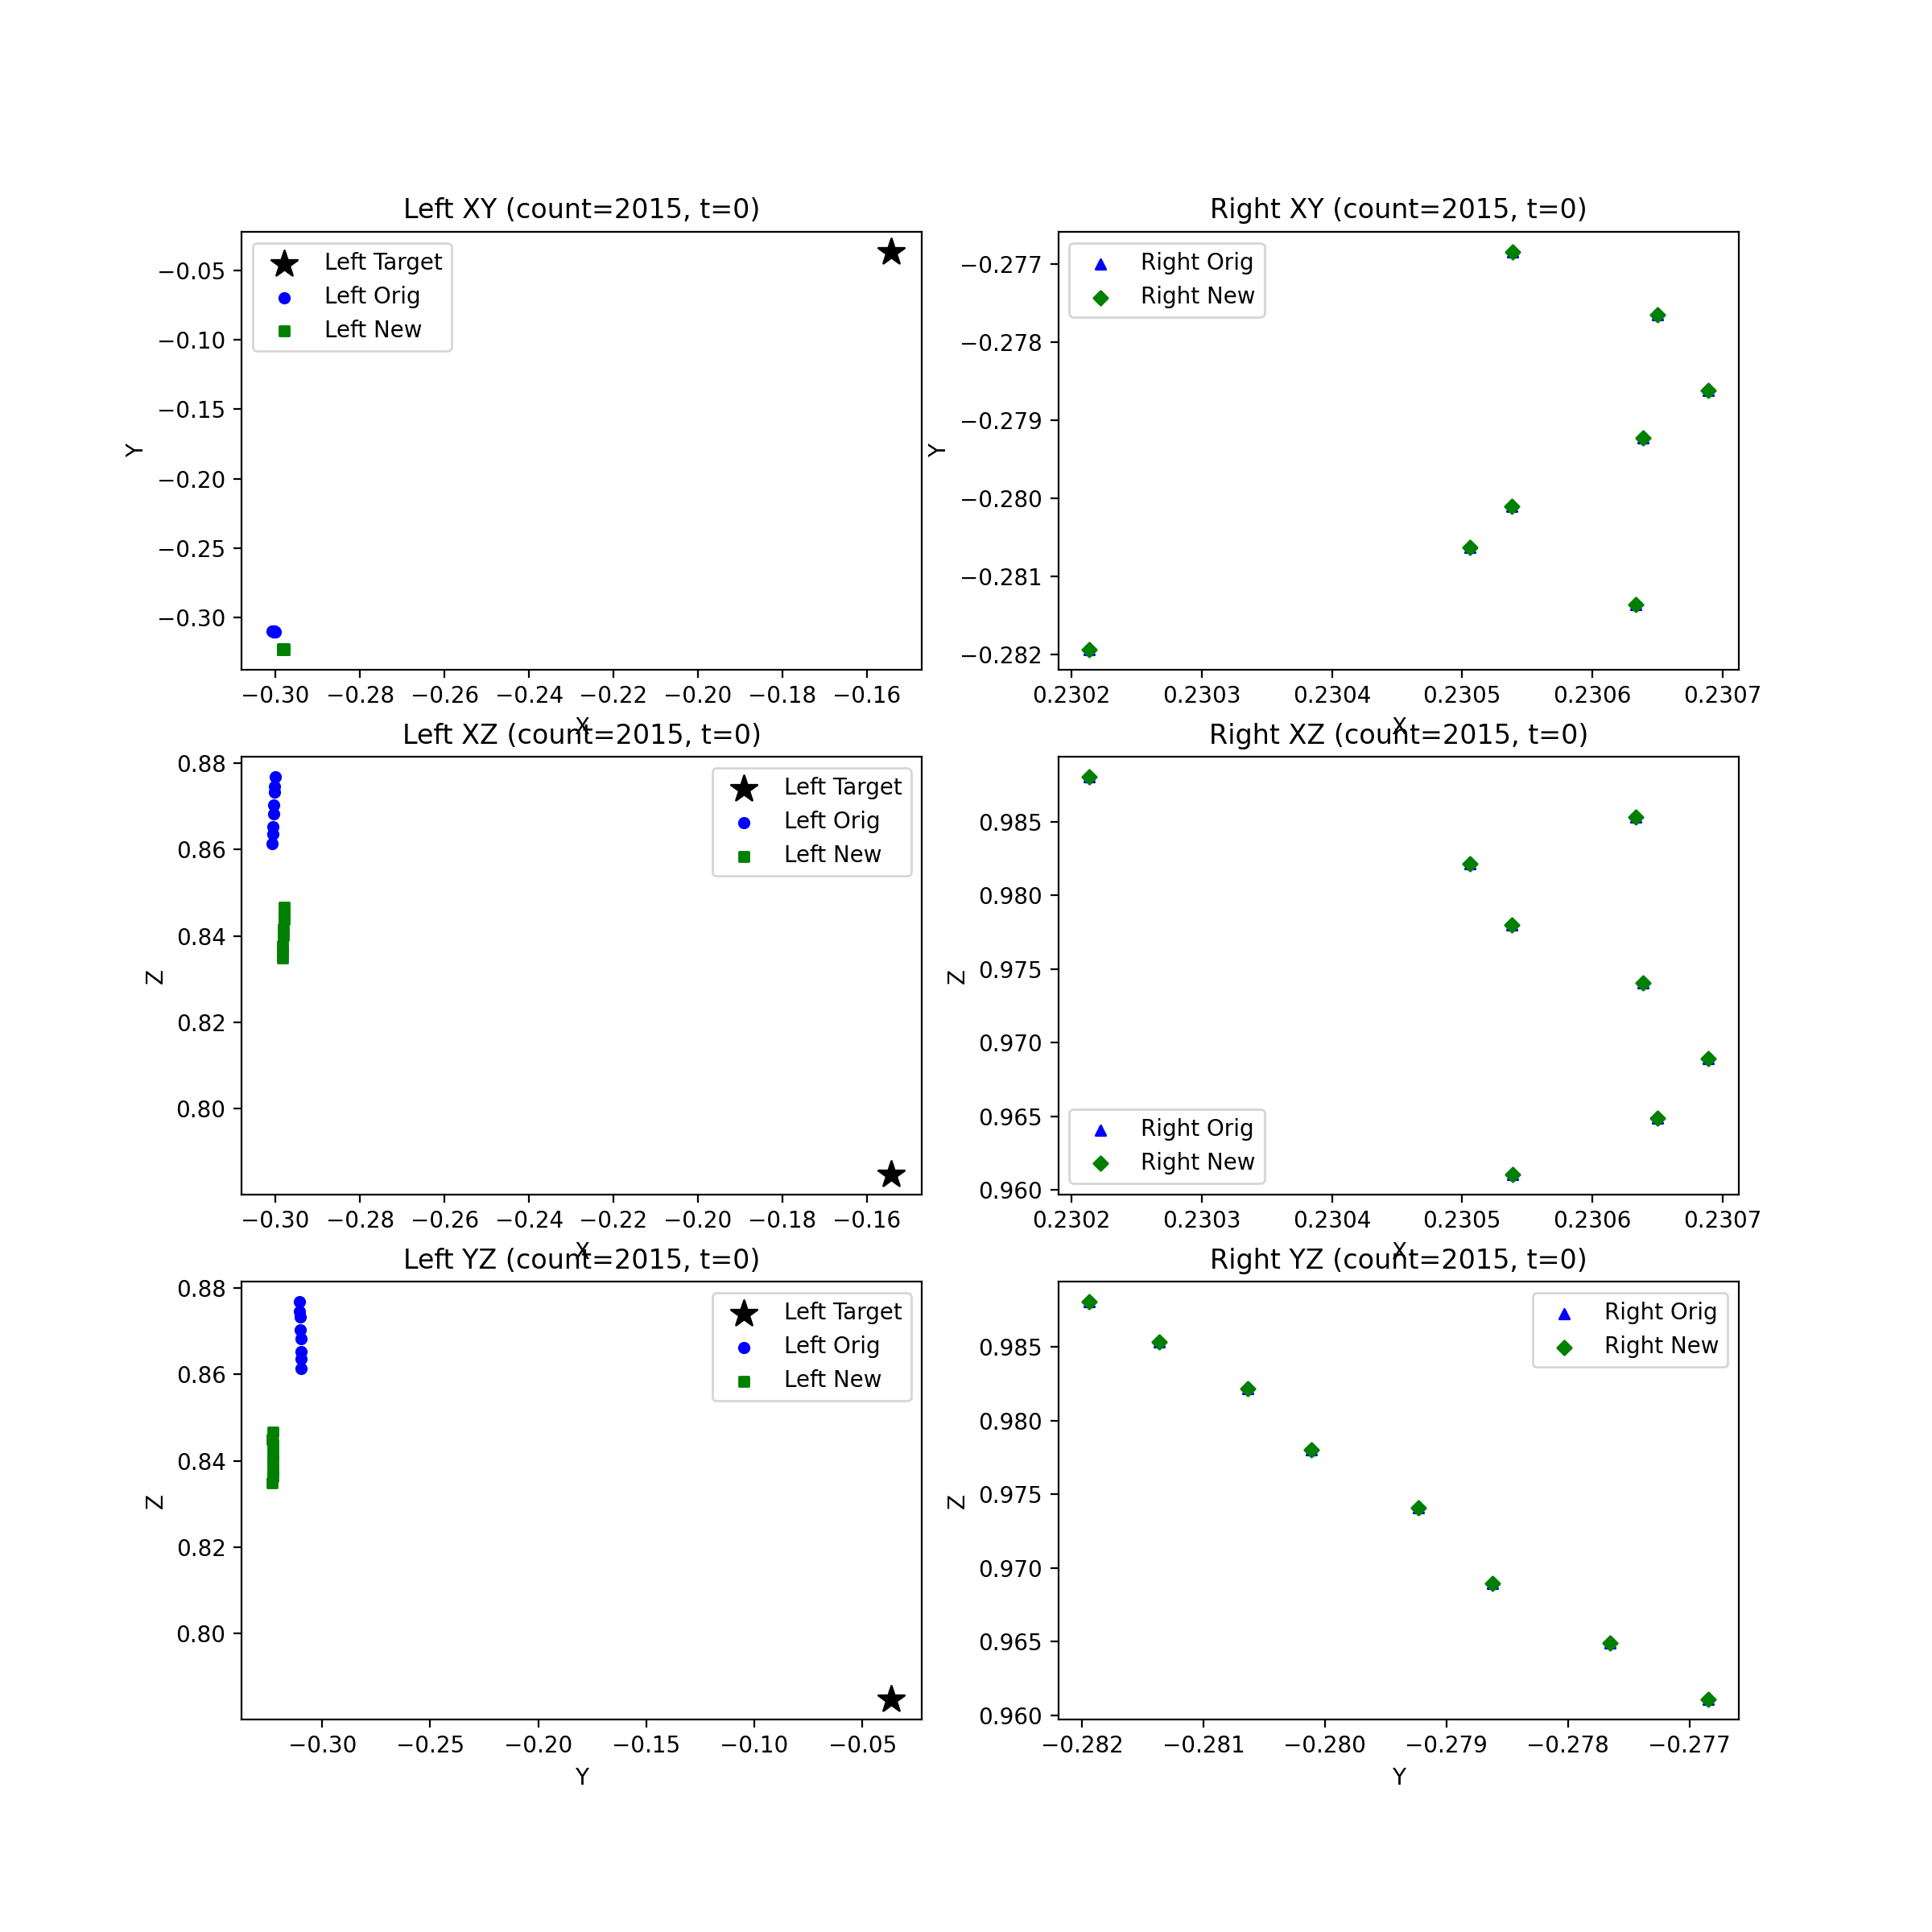 Left XY (count=2015, t=0)
Left Target
Left Orig
Left New
−0.05
−0.10
−0.15
−0.20
−0.25
−0.30
Y
−0.30 −0.28 −0.26 −0.24 −0.22 −0.20 −0.18 −0.16
X
Right XY (count=2015, t=0)
Right Orig
Right New
−0.277
−0.278
−0.279
−0.280
−0.281
−0.282
Y
0.2302 0.2303 0.2304 0.2305 0.2306 0.2307
X
Left XZ (count=2015, t=0)
Left Target
Left Orig
Left New
0.88
0.86
0.84
0.82
0.80
Z
−0.30 −0.28 −0.26 −0.24 −0.22 −0.20 −0.18 −0.16
X
Right XZ (count=2015, t=0)
0.985
0.980
0.975
0.970
0.965
0.960
Z
Right Orig
Right New
0.2302 0.2303 0.2304 0.2305 0.2306 0.2307
X
Left YZ (count=2015, t=0)
Left Target
Left Orig
Left New
0.88
0.86
0.84
0.82
0.80
Z
−0.30 −0.25 −0.20 −0.15 −0.10 −0.05
Y
Right YZ (count=2015, t=0)
Right Orig
Right New
0.985
0.980
0.975
0.970
0.965
0.960
Z
−0.282 −0.281 −0.280 −0.279 −0.278 −0.277
Y